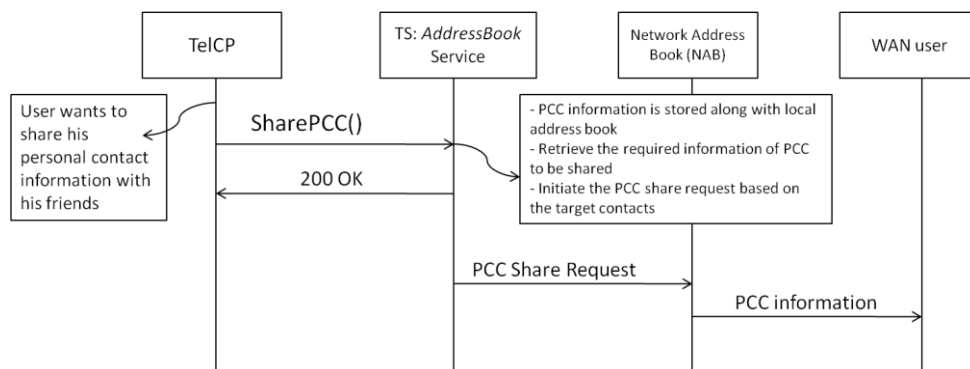 TelCP
TS: AddressBook
Service
Network Address
Book (NAB)
WAN user
User wants to
share his
personal contact
information with
his friends
SharePCC()
200 OK
- PCC information is stored along with local
address book
- Retrieve the required information of PCC
to be shared
- Initiate the PCC share request based on
the target contacts
PCC Share Request
PCC information